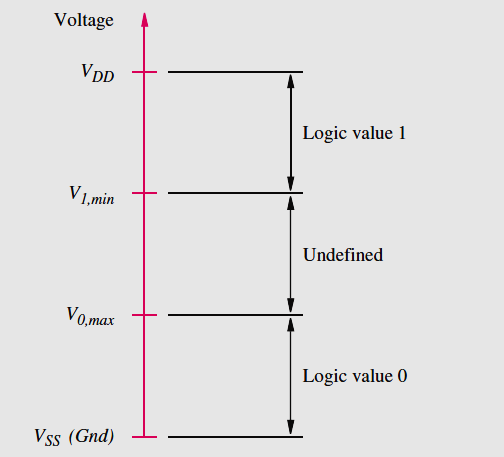 Voltage
V_DD
Logic value 1
V_1,min
Undefined
V_0,max
Logic value 0
V_SS (Gnd)